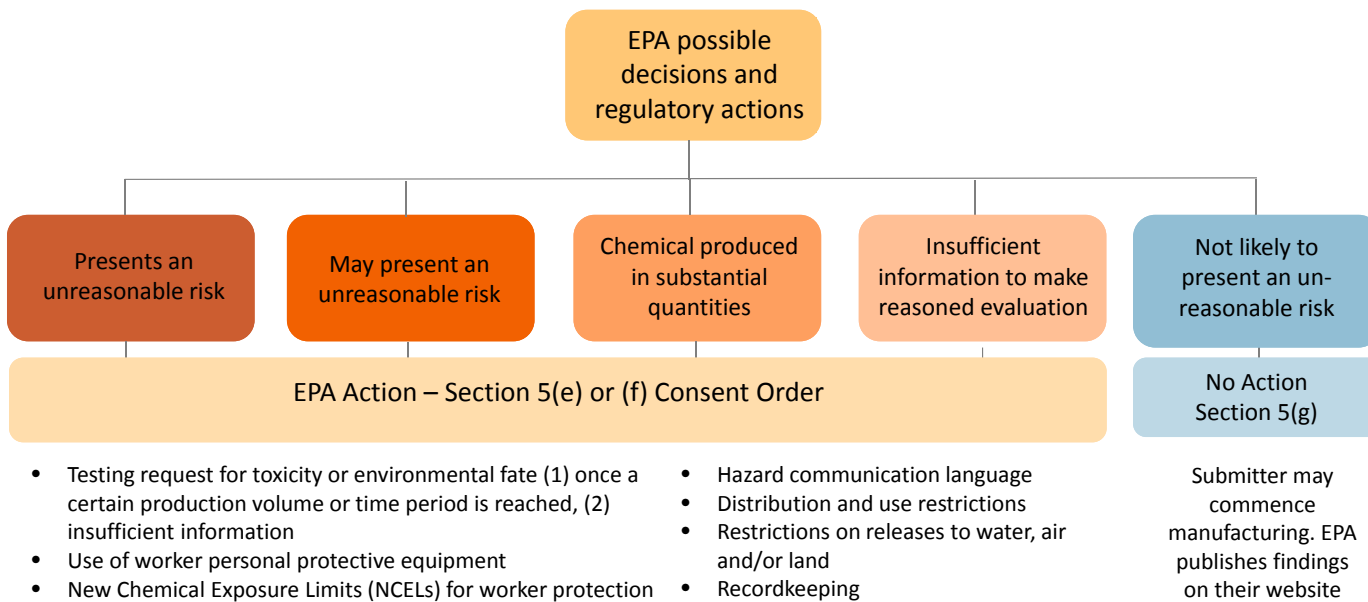 EPA possible
decisions and
regulatory actions
Presents an
unreasonable risk
May present an
unreasonable risk
Chemical produced
in substantial
quantities
Insufficient
information to make
reasoned evaluation
Not likely to
present an un-
reasonable risk
EPA Action – Section 5(e) or (f) Consent Order
No Action
Section 5(g)
• Testing request for toxicity or environmental fate (1) once a
certain production volume or time period is reached, (2)
insufficient information
• Use of worker personal protective equipment
• New Chemical Exposure Limits (NCELs) for worker protection
• Hazard communication language
• Distribution and use restrictions
• Restrictions on releases to water, air
and/or land
• Recordkeeping
Submitter may
commence
manufacturing. EPA
publishes findings
on their website